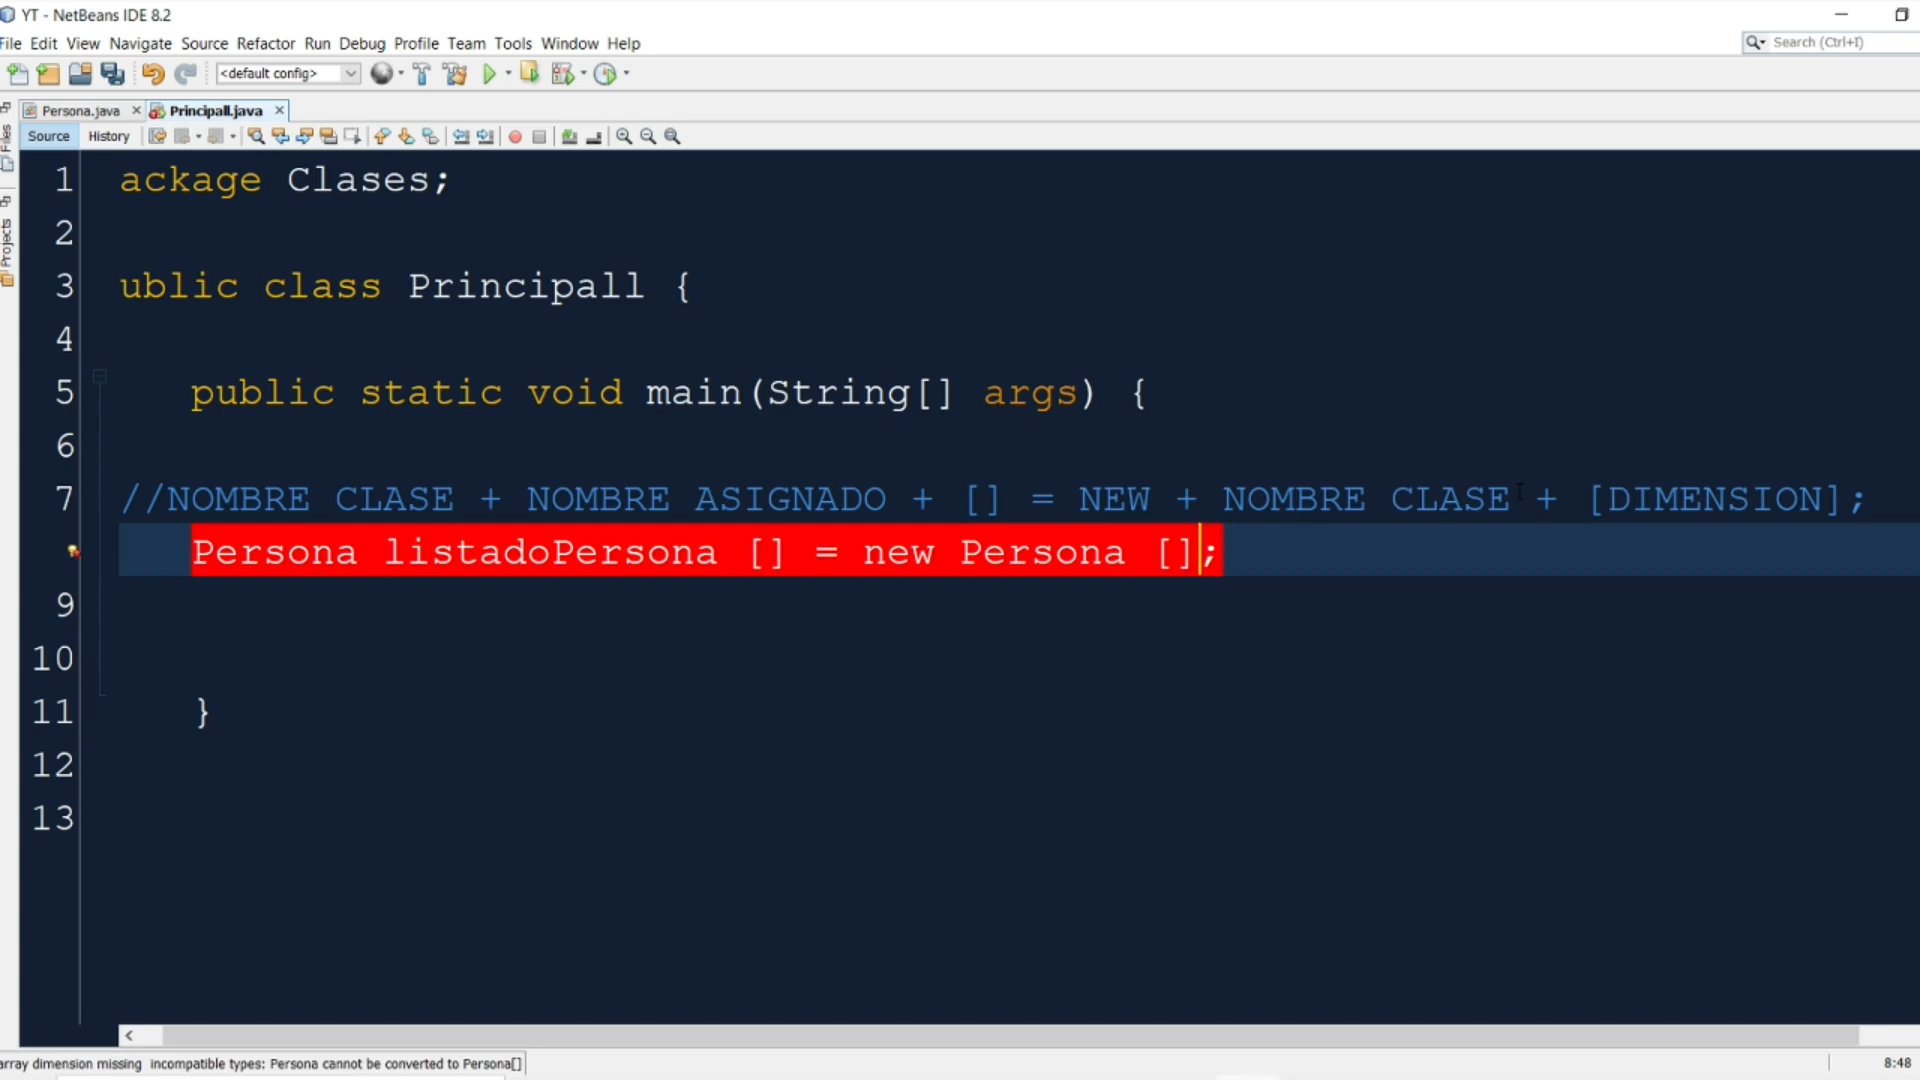 YT - NetBeans IDE 8.2
File Edit View Navigate Source Refactor Run Debug Profile Team Tools Window Help
Search (Ctrl+I)
<default config>
Persona.java Principall.java
Source History
Files
Projects
1 ackage Clases;
2
3 ublic class Principall {
4
5 public static void main(String[] args) {
6
7 //NOMBRE CLASE + NOMBRE ASIGNADO + [] = NEW + NOMBRE CLASE + [DIMENSION];
Persona listadoPersona [] = new Persona [];
9
10
11 }
12
13
array dimension missing incompatible types: Persona cannot be converted to Persona[]
8:48